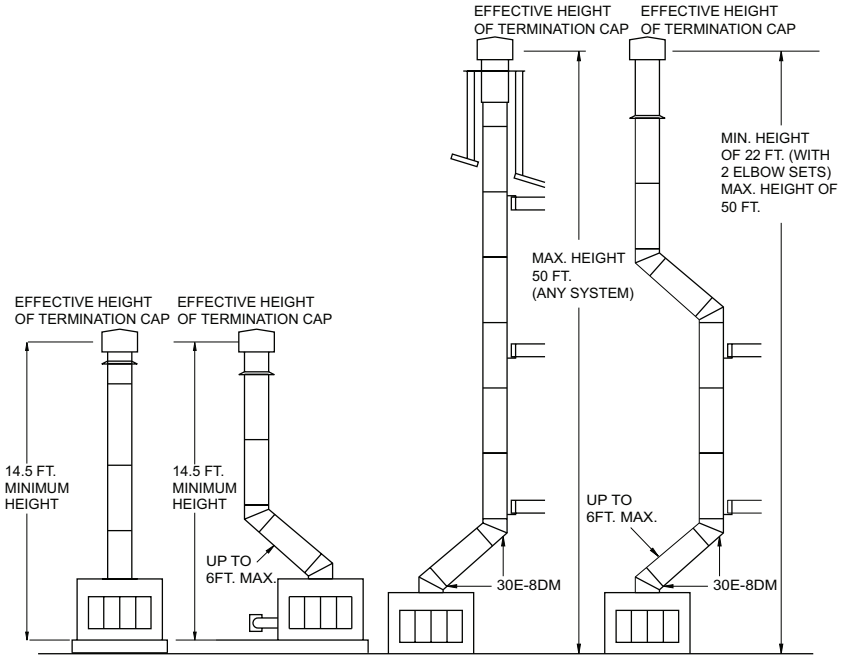 EFFECTIVE HEIGHT
OF TERMINATION CAP
EFFECTIVE HEIGHT
OF TERMINATION CAP
MIN. HEIGHT
OF 22 FT. (WITH
2 ELBOW SETS)
MAX. HEIGHT OF
50 FT.
MAX. HEIGHT
50 FT.
(ANY SYSTEM)
EFFECTIVE HEIGHT
OF TERMINATION CAP
EFFECTIVE HEIGHT
OF TERMINATION CAP
14.5 FT.
MINIMUM
HEIGHT
14.5 FT.
MINIMUM
HEIGHT
UP TO
6FT. MAX.
UP TO
6FT. MAX.
30E-8DM
30E-8DM